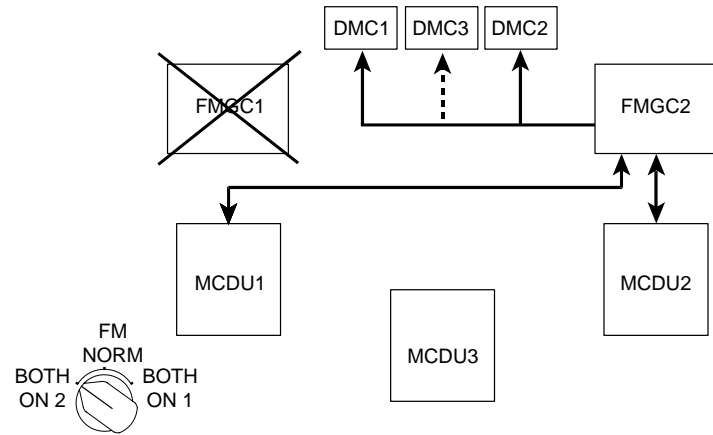 DMC1 DMC3 DMC2
FMGC1
FMGC2
MCDU1
MCDU2
MCDU3
FM
NORM
BOTH
ON 2
BOTH
ON 1